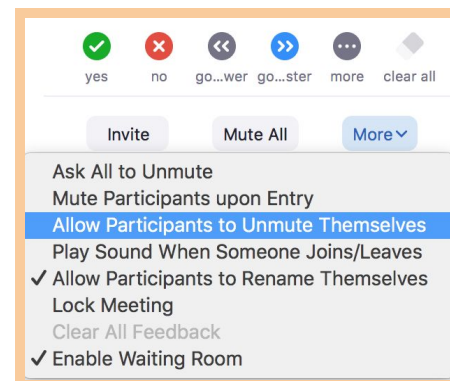 yes no go...wer go...ster more clear all
Invite Mute All More
Ask All to Unmute
Mute Participants upon Entry
Allow Participants to Unmute Themselves
Play Sound When Someone Joins/Leaves
✓ Allow Participants to Rename Themselves
Lock Meeting
Clear All Feedback
✓ Enable Waiting Room